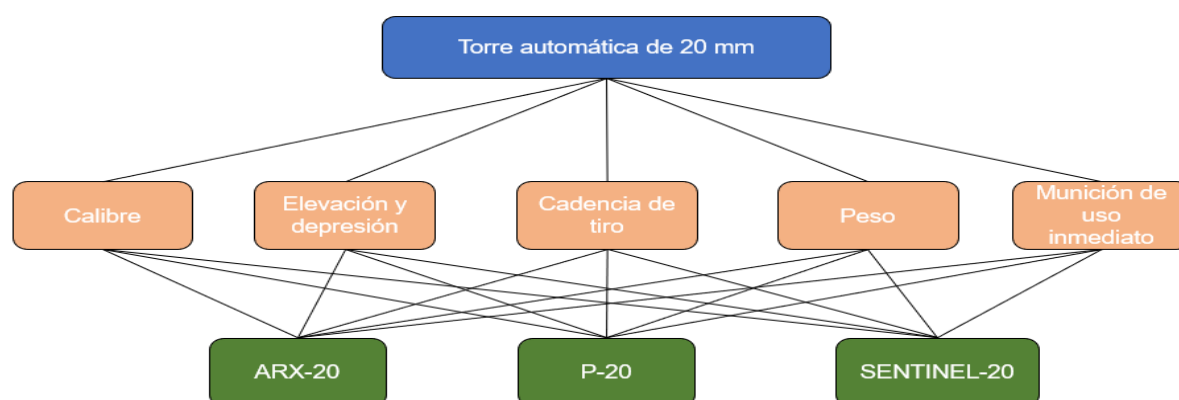 Torre automática de 20 mm
Calibre
Elevación y
depresión
Cadencia de
tiro
Peso
Munición de
uso
inmediato
ARX-20
P-20
SENTINEL-20